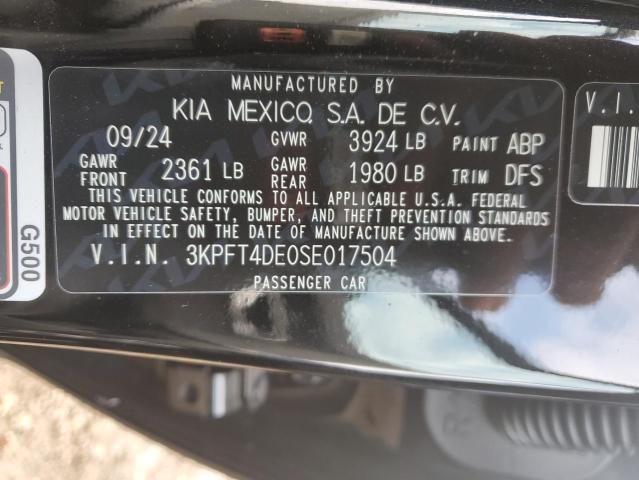 MANUFACTURED BY
KIA MEXICO, S.A. DE C.V.
09/24 GVWR 3924 LB PAINT ABP
GAWR FRONT 2361 LB GAWR REAR 1980 LB TRIM DFS
THIS VEHICLE CONFORMS TO ALL APPLICABLE U.S.A. FEDERAL
MOTOR VEHICLE SAFETY, BUMPER, AND THEFT PREVENTION STANDARDS
IN EFFECT ON THE DATE OF MANUFACTURE SHOWN ABOVE.
V.I.N. 3KPFT4DE0SE017504
PASSENGER CAR
G500
V.I.
R